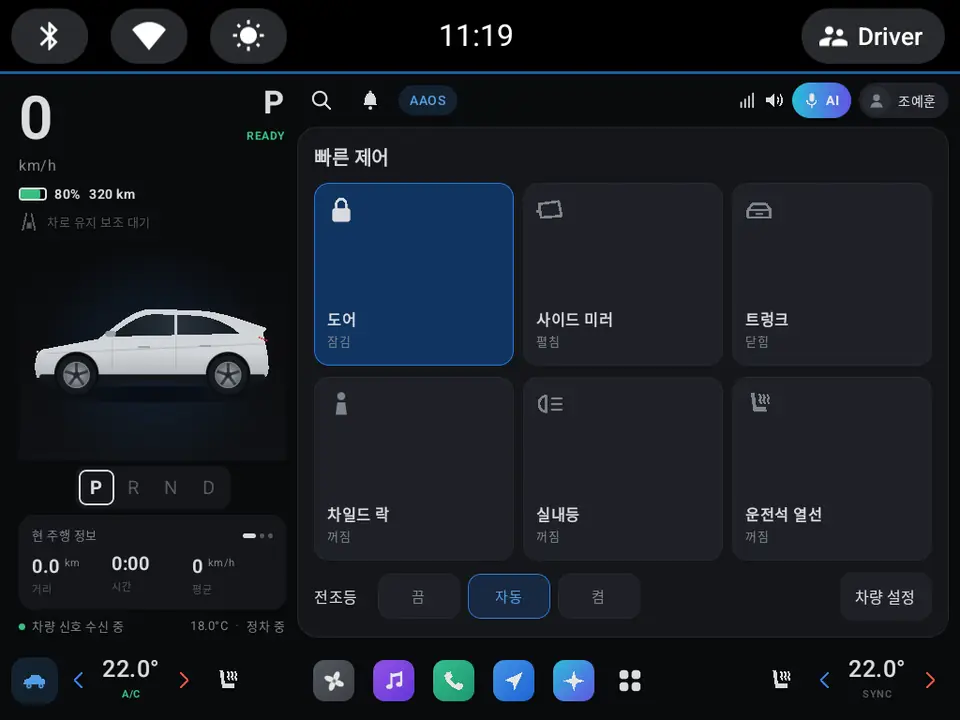 11:19
Driver
0
P
READY
km/h
80% 320 km
차로 유지 보조 대기
AAOS
AI
조예훈
빠른 제어
도어
잠김
사이드 미러
펼침
트렁크
닫힘
차일드 락
꺼짐
실내등
꺼짐
운전석 열선
꺼짐
전조등
끔
자동
켬
차량 설정
P R N D
현 주행 정보
0.0 km
거리
0:00
시간
0 km/h
평균
차량 신호 수신 중
18.0°C · 정차 중
22.0°
A/C
22.0°
SYNC